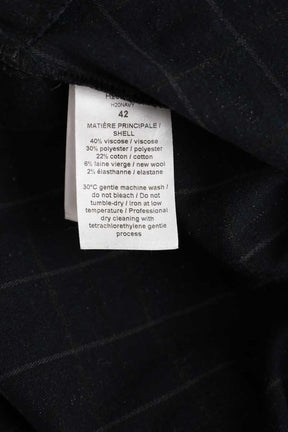 H20NAVY
42
MATIÈRE PRINCIPALE /
SHELL
40% viscose / viscose
30% polyester / polyester
22% coton / cotton
6% laine vierge / new wool
2% élasthanne / elastane
30°C gentle machine wash /
do not bleach / Do not
tumble-dry / Iron at low
temperature / Professional
dry cleaning with
tetrachlorethylene gentle
process